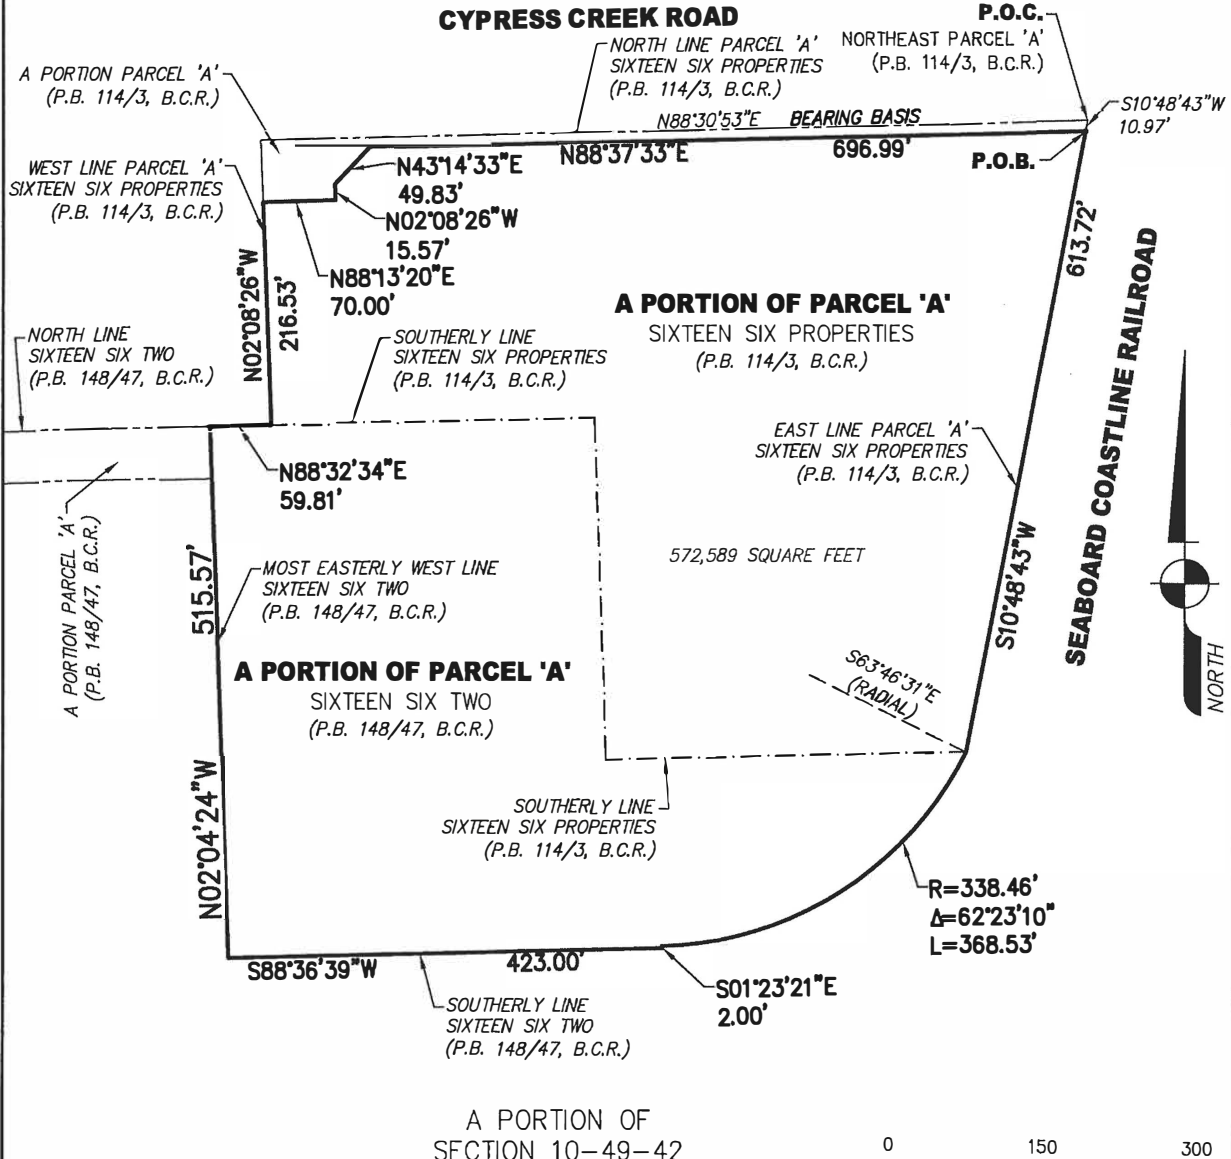 CYPRESS CREEK ROAD
P.O.C.
NORTHEAST PARCEL 'A'
(P.B. 114/3, B.C.R.)
NORTH LINE PARCEL 'A'
SIXTEEN SIX PROPERTIES
(P.B. 114/3, B.C.R.)
A PORTION PARCEL 'A'
(P.B. 114/3, B.C.R.)
S10°48'43"W
10.97'
N88°30'53"E BEARING BASIS
N88°37'33"E
696.99'
P.O.B.
WEST LINE PARCEL 'A'
SIXTEEN SIX PROPERTIES
(P.B. 114/3, B.C.R.)
N43°14'33"E
49.83'
N02°08'26"W
15.57'
N88°13'20"E
70.00'
N02°08'26"W
216.53'
613.72'
A PORTION OF PARCEL 'A'
SIXTEEN SIX PROPERTIES
(P.B. 114/3, B.C.R.)
SEABOARD COASTLINE RAILROAD
NORTH LINE
SIXTEEN SIX TWO
(P.B. 148/47, B.C.R.)
SOUTHERLY LINE
SIXTEEN SIX PROPERTIES
(P.B. 114/3, B.C.R.)
EAST LINE PARCEL 'A'
SIXTEEN SIX PROPERTIES
(P.B. 114/3, B.C.R.)
N88°32'34"E
59.81'
A PORTION PARCEL 'A'
(P.B. 148/47, B.C.R.)
515.57'
MOST EASTERLY WEST LINE
SIXTEEN SIX TWO
(P.B. 148/47, B.C.R.)
572,589 SQUARE FEET
S10°48'43"W
NORTH
A PORTION OF PARCEL 'A'
SIXTEEN SIX TWO
(P.B. 148/47, B.C.R.)
S63°46'31"E
(RADIAL)
N02°04'24"W
SOUTHERLY LINE
SIXTEEN SIX PROPERTIES
(P.B. 114/3, B.C.R.)
R=338.46'
Δ=62°23'10"
L=368.53'
S88°36'39"W
423.00'
S01°23'21"E
2.00'
SOUTHERLY LINE
SIXTEEN SIX TWO
(P.B. 148/47, B.C.R.)
A PORTION OF
SECTION 10-49-42
0 150 300